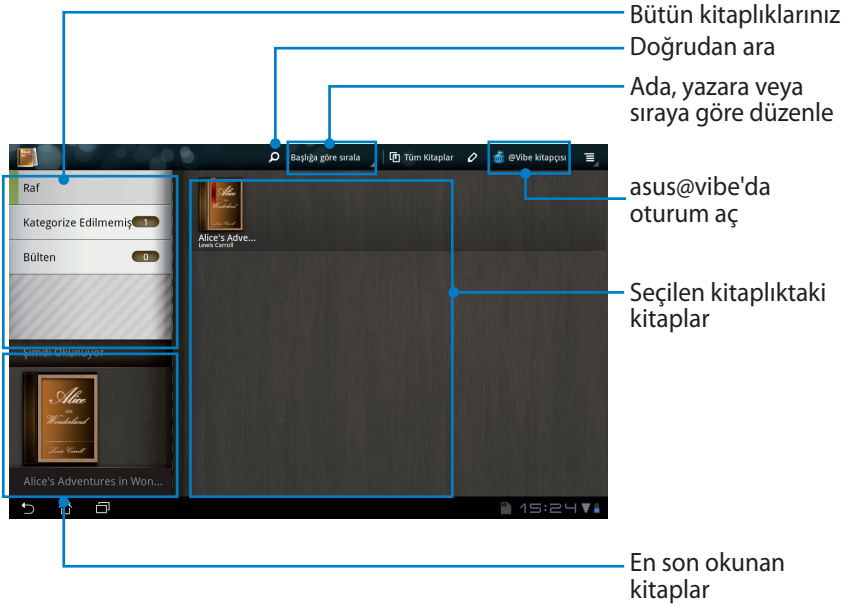 Bütün kitaplıklarınız
Doğrudan ara
Ada, yazara veya
sıraya göre düzenle
Başlığa göre sırala
Tüm Kitaplar
@Vibe kitapçısı
Raf
Kategorize Edilmemiş 1
Bülten 0
Alice
Alice's Adve...
Lewis Carroll
asus@vibe'da
oturum aç
Seçilen kitaplıktaki
kitaplar
Şimdi Okunuyor
Alice
in
Wonderland
Lewis Carroll
Alice's Adventures in Won...
15:24
En son okunan
kitaplar